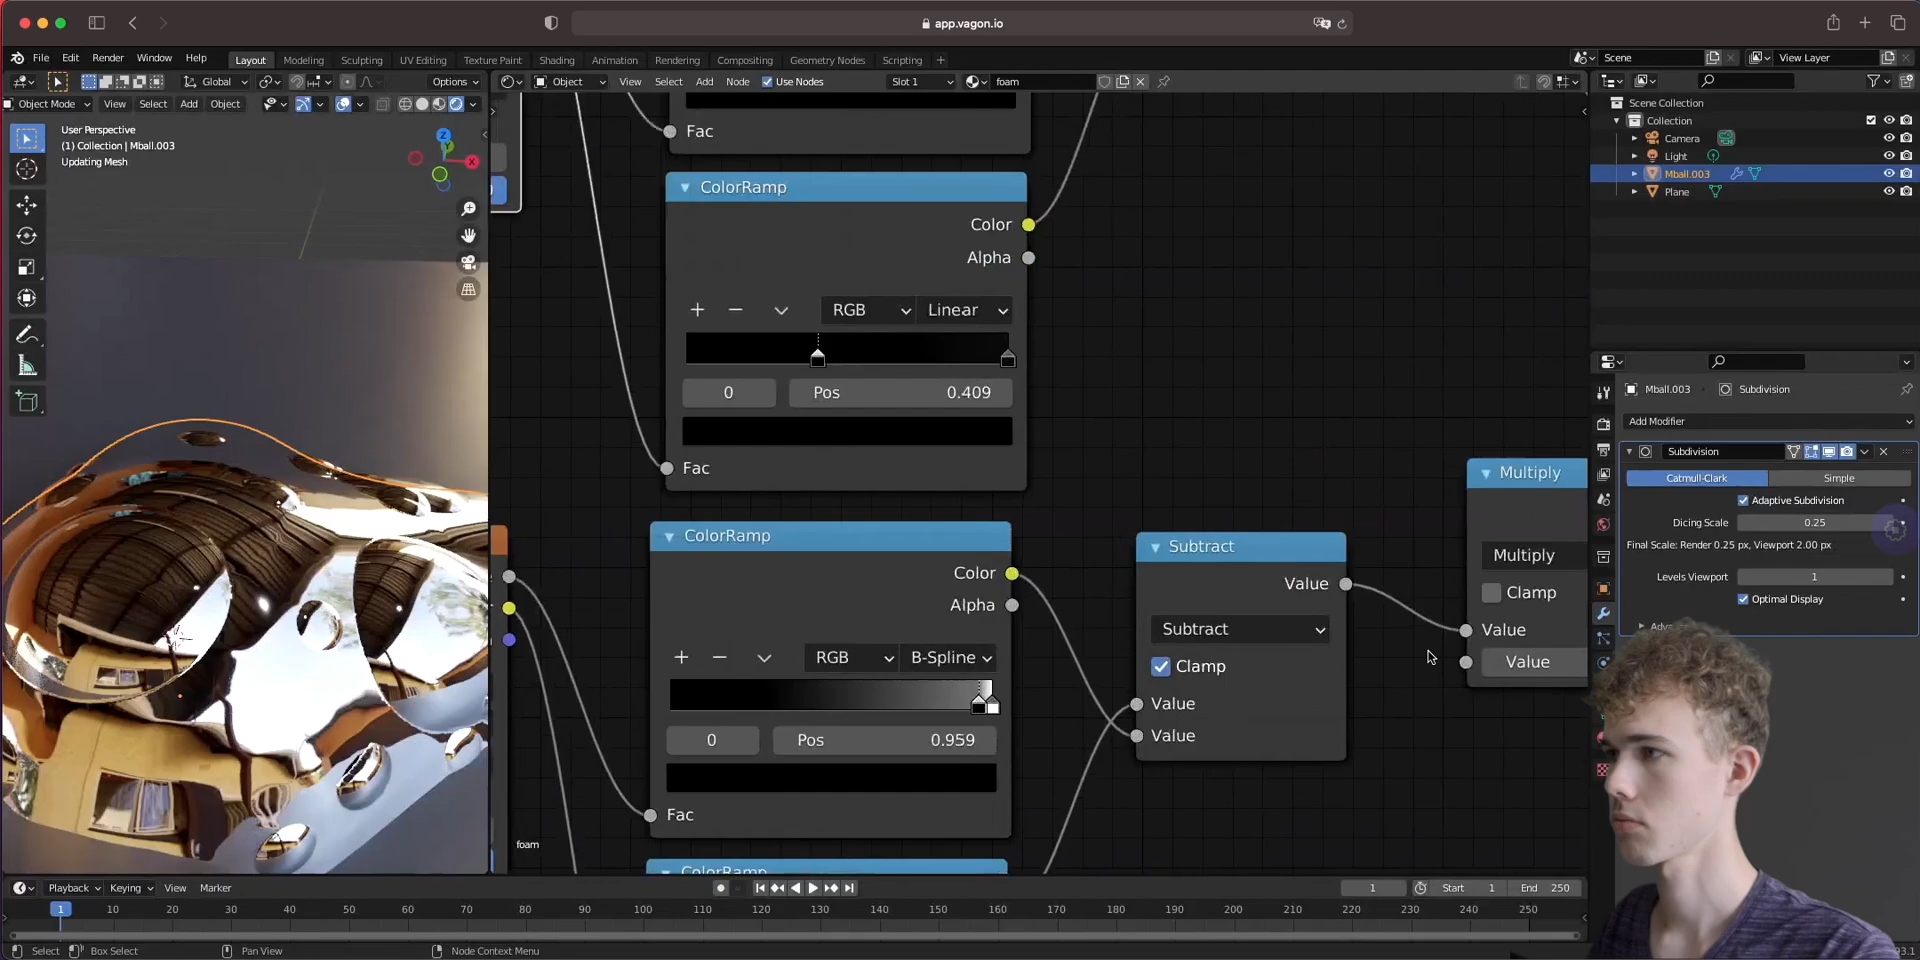 app.vagon.io
File Edit Render Window Help Layout Modeling Sculpting UV Editing Texture Paint Shading Animation Rendering Compositing Geometry Nodes Scripting + Scene View Layer
Global Options Object View Select Add Node Use Nodes Slot 1 foam
Object Mode View Select Add Object
User Perspective
(1) Collection | Mball.003
Updating Mesh
Z
X
Fac
ColorRamp
Color
Alpha
RGB Linear
0 Pos 0.409
Fac
ColorRamp
Color
Alpha
RGB B-Spline
0 Pos 0.959
Fac
foam
ColorRamp
Subtract
Value
Subtract
Clamp
Value
Value
Multiply
Multiply
Clamp
Value
Value
Scene Collection
Collection
Camera
Light
Mball.003
Plane
Mball.003 Subdivision
Add Modifier
Subdivision
Catmull-Clark Simple
Adaptive Subdivision
Dicing Scale 0.25
Final Scale: Render 0.25 px, Viewport 2.00 px
Levels Viewport 1
Optimal Display
Playback Keying View Marker 1 Start 1 End 250
1 10 20 30 40 50 60 70 80 90 100 110 120 130 140 150 160 170 180 190 200 210 220 230 240 250
Select Box Select Pan View Node Context Menu